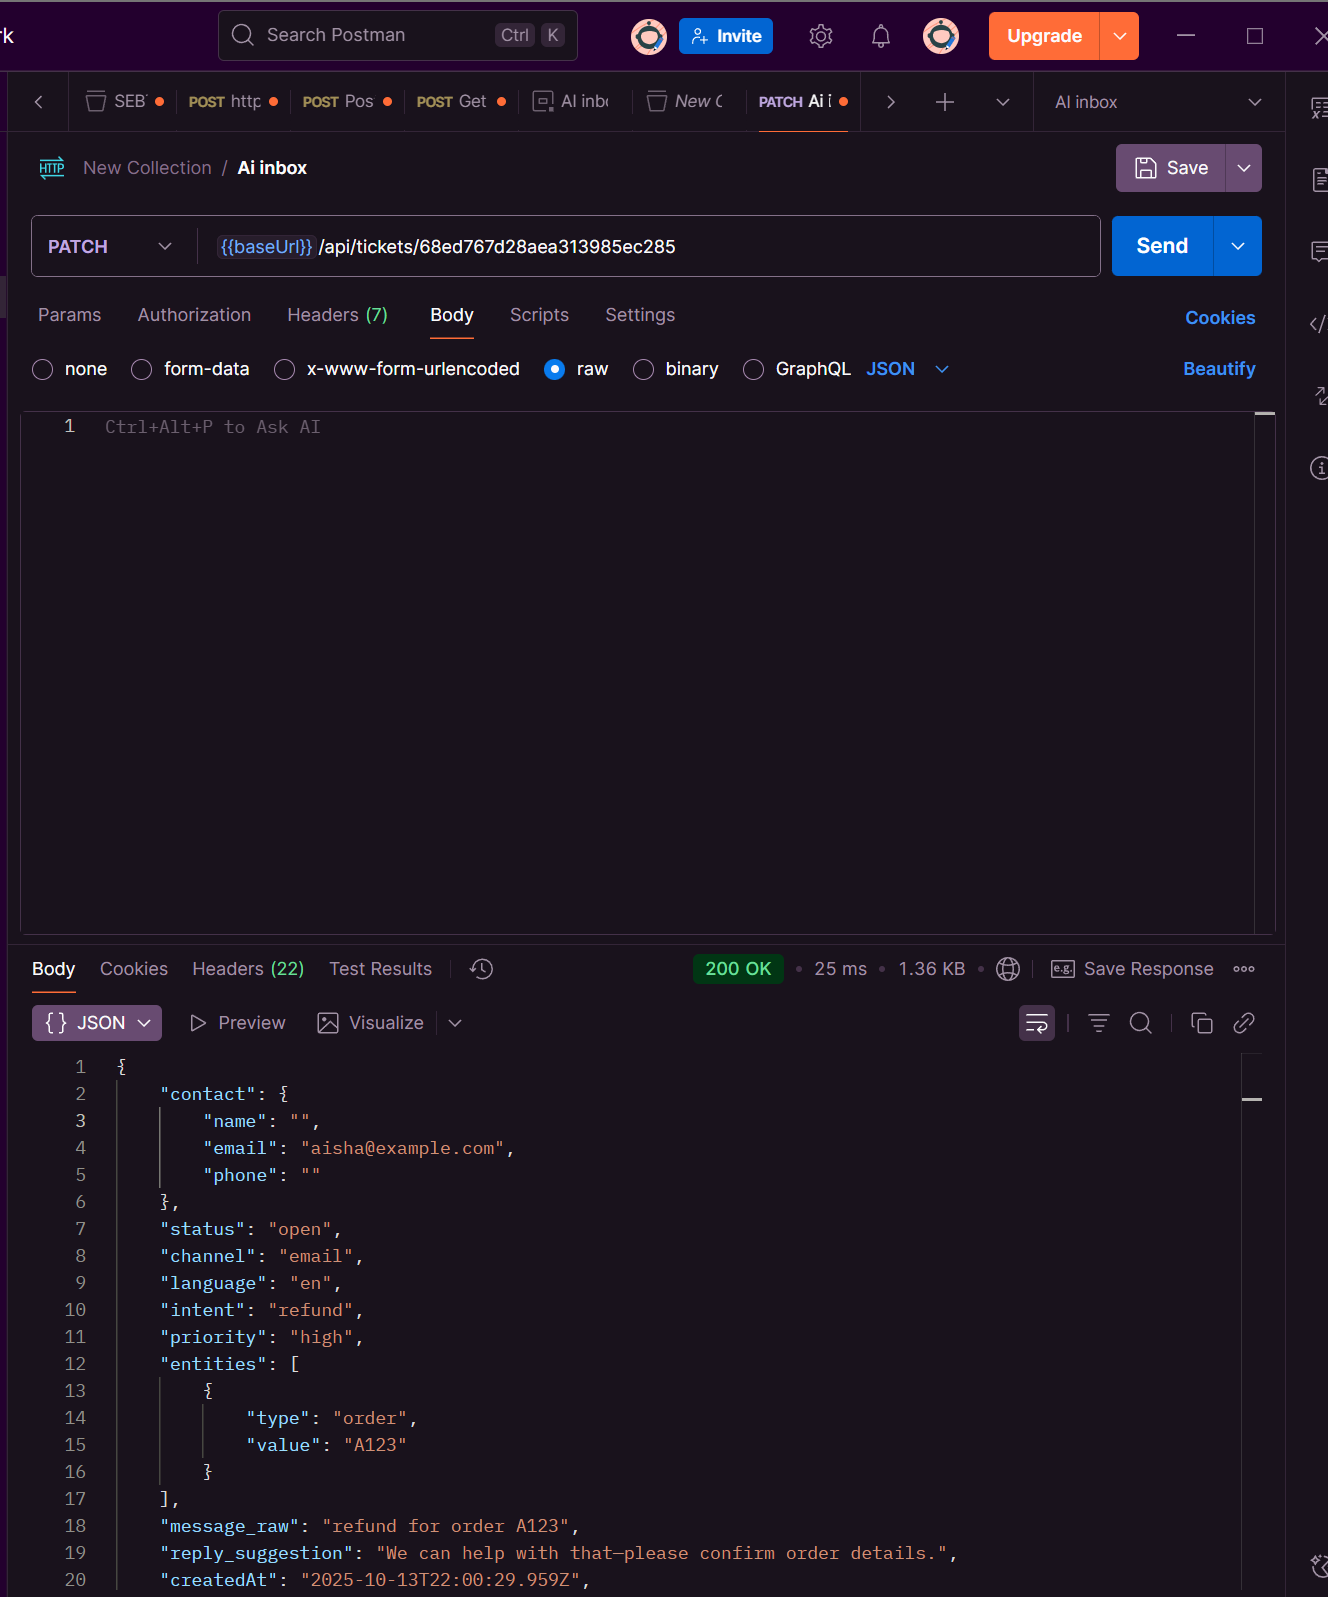 rk
Search Postman Ctrl K Invite Upgrade
SEB POST http POST Pos POST Get AI inb New C PATCH Ai i AI inbox
HTTP New Collection / Ai inbox Save
PATCH {{baseUrl}}/api/tickets/68ed767d28aea313985ec285 Send
Params Authorization Headers (7) Body Scripts Settings Cookies
none form-data x-www-form-urlencoded raw binary GraphQL JSON Beautify
1 Ctrl+Alt+P to Ask AI
Body Cookies Headers (22) Test Results 200 OK • 25 ms • 1.36 KB • e.g. Save Response
{} JSON Preview Visualize
1 {
2 "contact": {
3 "name": "",
4 "email": "aisha@example.com",
5 "phone": ""
6 },
7 "status": "open",
8 "channel": "email",
9 "language": "en",
10 "intent": "refund",
11 "priority": "high",
12 "entities": [
13 {
14 "type": "order",
15 "value": "A123"
16 }
17 ],
18 "message_raw": "refund for order A123",
19 "reply_suggestion": "We can help with that—please confirm order details.",
20 "createdAt": "2025-10-13T22:00:29.959Z",